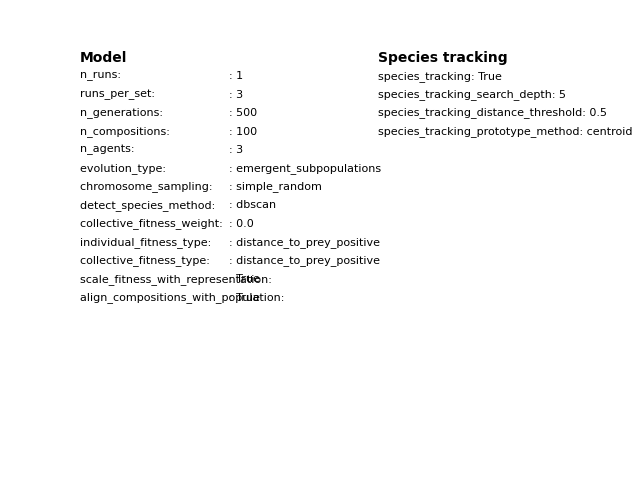 Model
n_runs: : 1
runs_per_set: : 3
n_generations: : 500
n_compositions: : 100
n_agents: : 3
evolution_type: : emergent_subpopulations
chromosome_sampling: : simple_random
detect_species_method: : dbscan
collective_fitness_weight: : 0.0
individual_fitness_type: : distance_to_prey_positive
collective_fitness_type: : distance_to_prey_positive
scale_fitness_with_representation: : True
align_compositions_with_population: : True
Species tracking
species_tracking: True
species_tracking_search_depth: 5
species_tracking_distance_threshold: 0.5
species_tracking_prototype_method: centroid